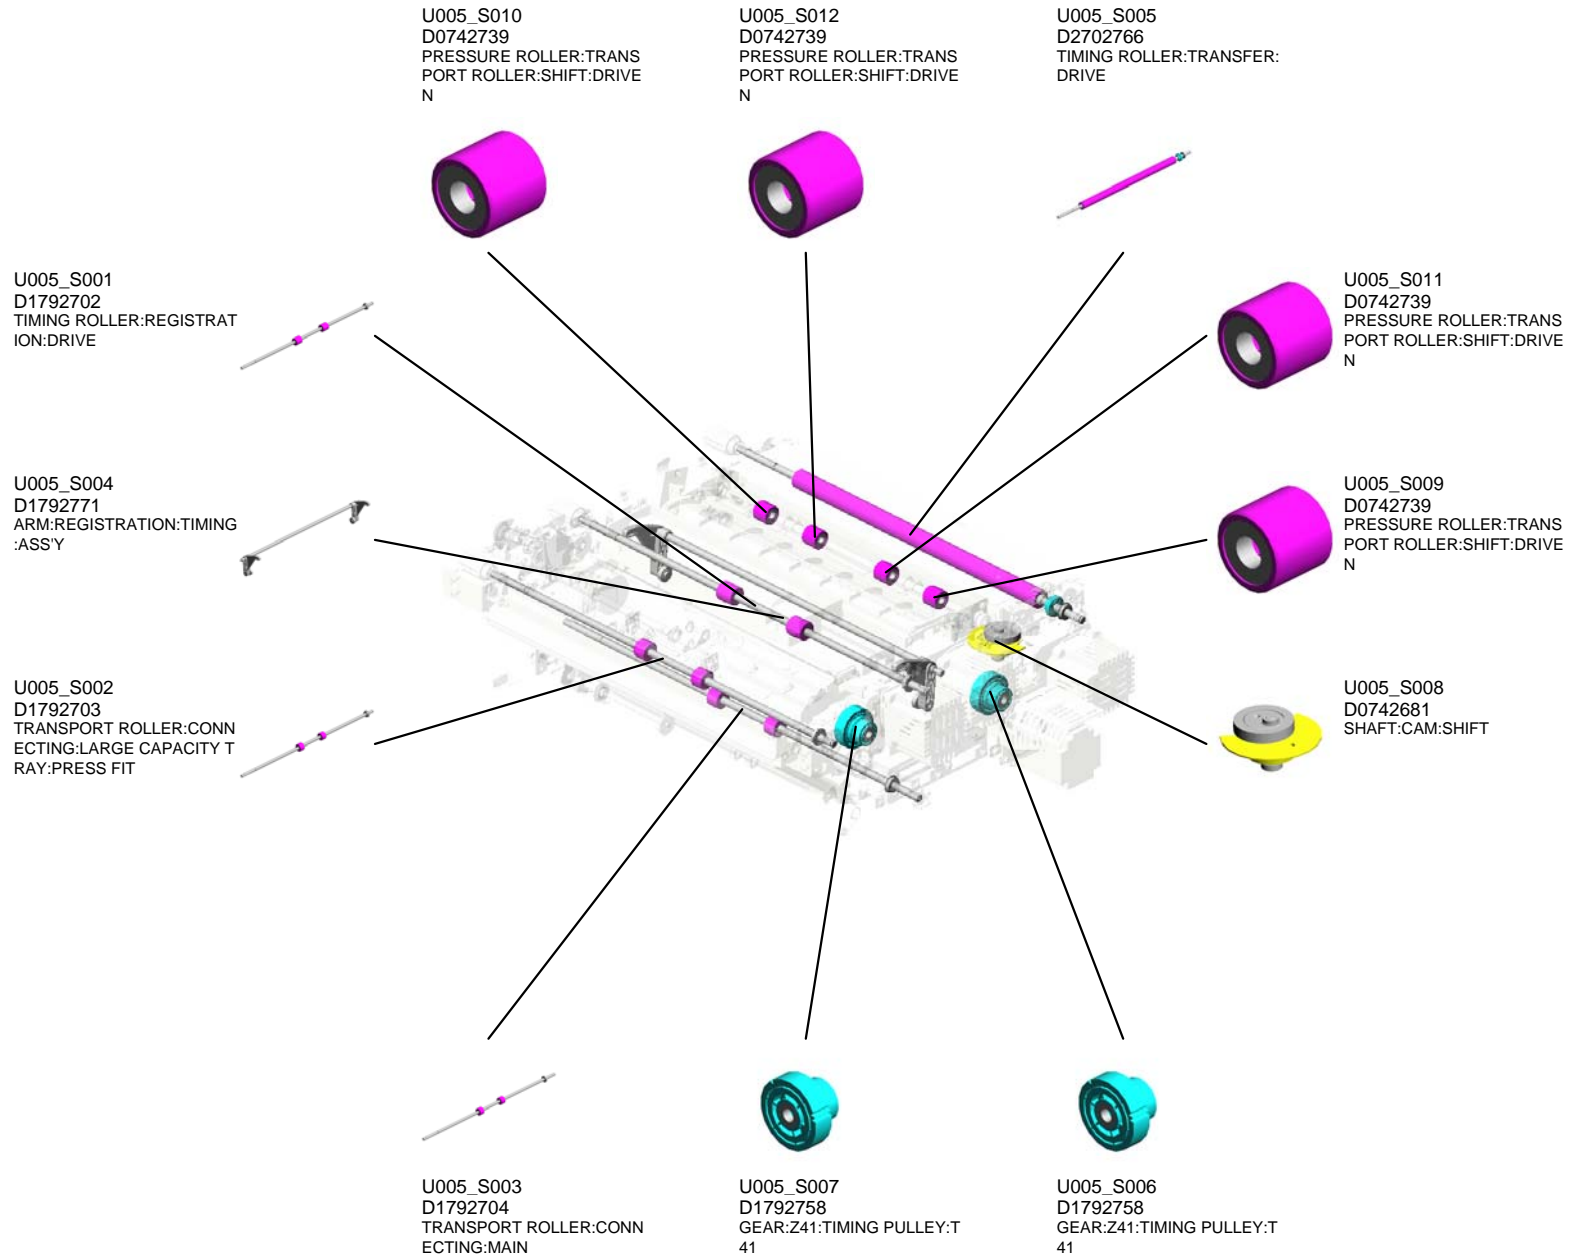 U005_S010
D0742739
PRESSURE ROLLER:TRANS
PORT ROLLER:SHIFT:DRIVE
N
U005_S012
D0742739
PRESSURE ROLLER:TRANS
PORT ROLLER:SHIFT:DRIVE
N
U005_S005
D2702766
TIMING ROLLER:TRANSFER:
DRIVE
U005_S001
D1792702
TIMING ROLLER:REGISTRAT
ION:DRIVE
U005_S011
D0742739
PRESSURE ROLLER:TRANS
PORT ROLLER:SHIFT:DRIVE
N
U005_S004
D1792771
ARM:REGISTRATION:TIMING
:ASS'Y
U005_S009
D0742739
PRESSURE ROLLER:TRANS
PORT ROLLER:SHIFT:DRIVE
N
U005_S002
D1792703
TRANSPORT ROLLER:CONN
ECTING:LARGE CAPACITY T
RAY:PRESS FIT
U005_S008
D0742681
SHAFT:CAM:SHIFT
U005_S003
D1792704
TRANSPORT ROLLER:CONN
ECTING:MAIN
U005_S007
D1792758
GEAR:Z41:TIMING PULLEY:T
41
U005_S006
D1792758
GEAR:Z41:TIMING PULLEY:T
41